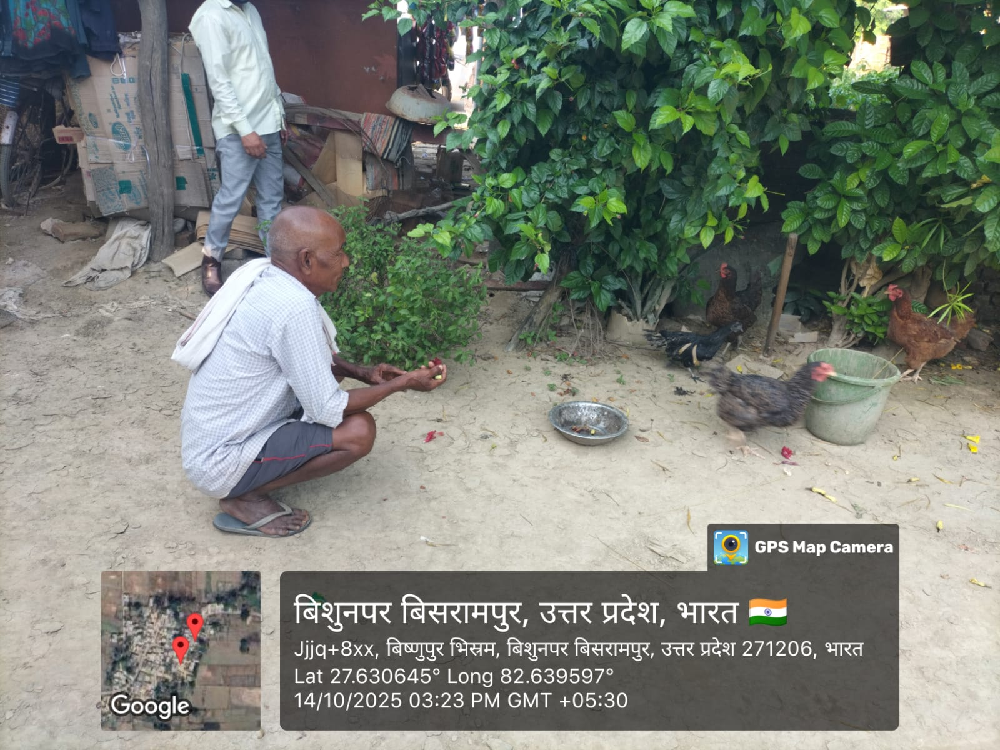 GPS Map Camera
बिशुनपर बिसरामपुर, उत्तर प्रदेश, भारत
Jjjq+8xx, बिष्णुपुर भिस्रम, बिशुनपर बिसरामपुर, उत्तर प्रदेश 271206, भारत
Lat 27.630645° Long 82.639597°
14/10/2025 03:23 PM GMT +05:30
Google